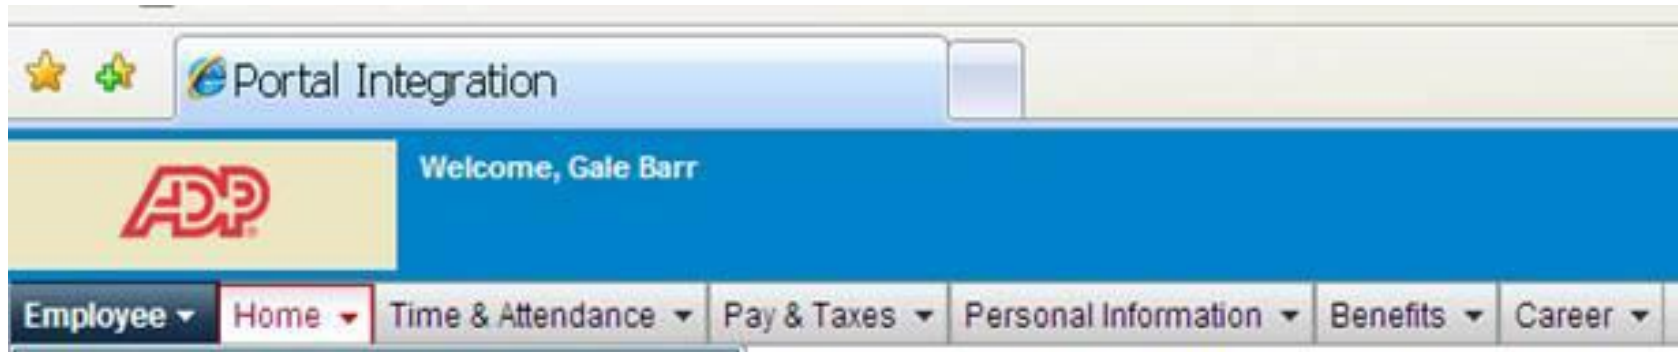 Portal Integration
ADP
Welcome, Gale Barr
Employee Home Time & Attendance Pay & Taxes Personal Information Benefits Career